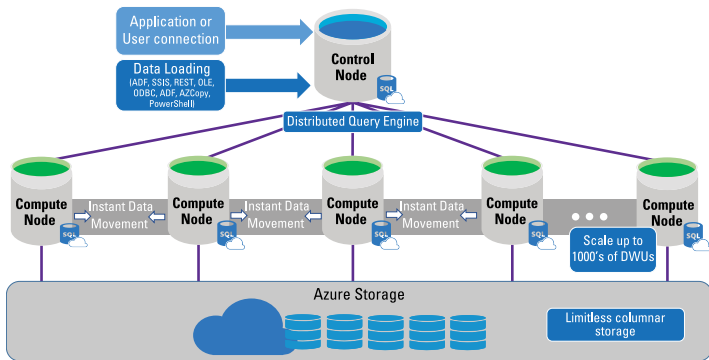 Application or
User connection
Data Loading
(ADF, SSIS, REST, OLE,
ODBC, ADF, AZCopy,
PowerShell)
Control
Node
SQL
Distributed Query Engine
Compute
Node
SQL
Instant Data
Movement
Compute
Node
SQL
Instant Data
Movement
Compute
Node
SQL
Instant Data
Movement
Compute
Node
SQL
Scale up to
1000's of DWUs
Compute
Node
SQL
Azure Storage
Limitless columnar
storage